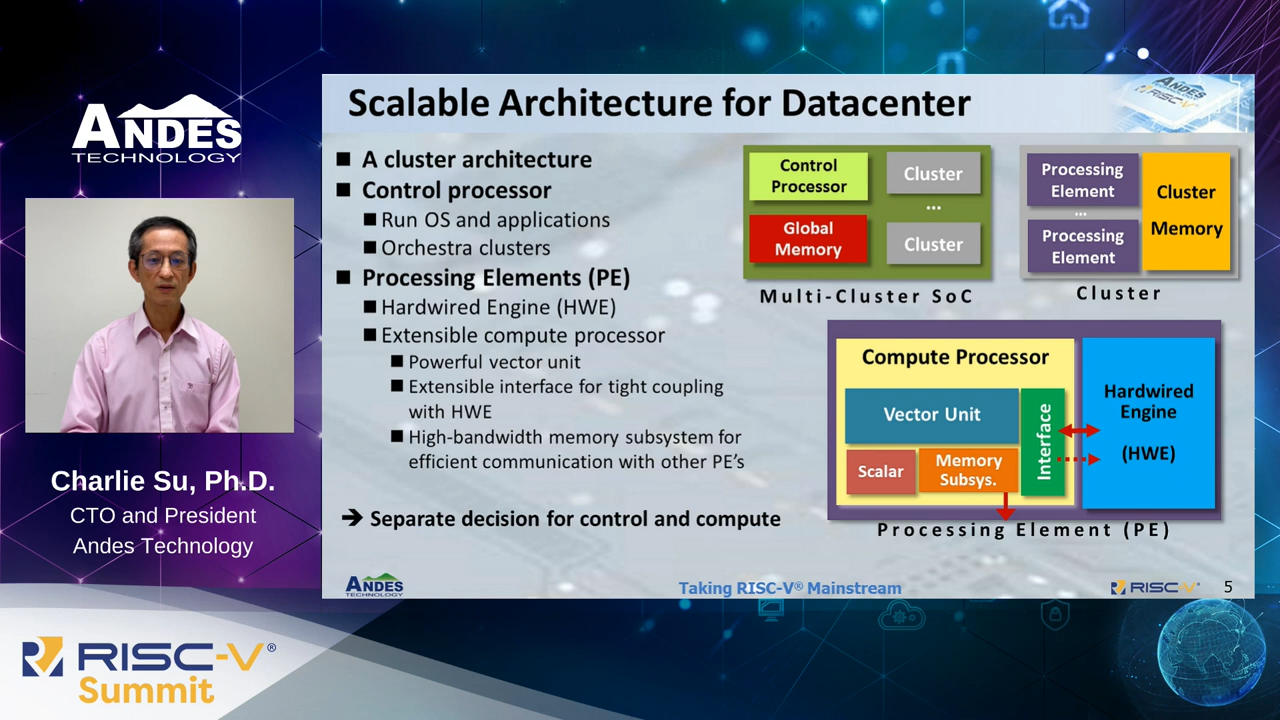 ANDES
TECHNOLOGY
Charlie Su, Ph.D.
CTO and President
Andes Technology
RISC-V®
Summit
Scalable Architecture for Datacenter
ANDES
RISC-V
■ A cluster architecture
■ Control processor
■ Run OS and applications
■ Orchestra clusters
■ Processing Elements (PE)
■ Hardwired Engine (HWE)
■ Extensible compute processor
■ Powerful vector unit
■ Extensible interface for tight coupling
with HWE
■ High-bandwidth memory subsystem for
efficient communication with other PE's
➔ Separate decision for control and compute
Control
Processor
Cluster
...
Global
Memory
Cluster
Multi-Cluster SoC
Processing
Element
...
Processing
Element
Cluster
Memory
Cluster
Compute Processor
Vector Unit
Scalar
Memory
Subsys.
Interface
Hardwired
Engine
(HWE)
Processing Element (PE)
ANDES
TECHNOLOGY
Taking RISC-V® Mainstream
RISC-V®
5